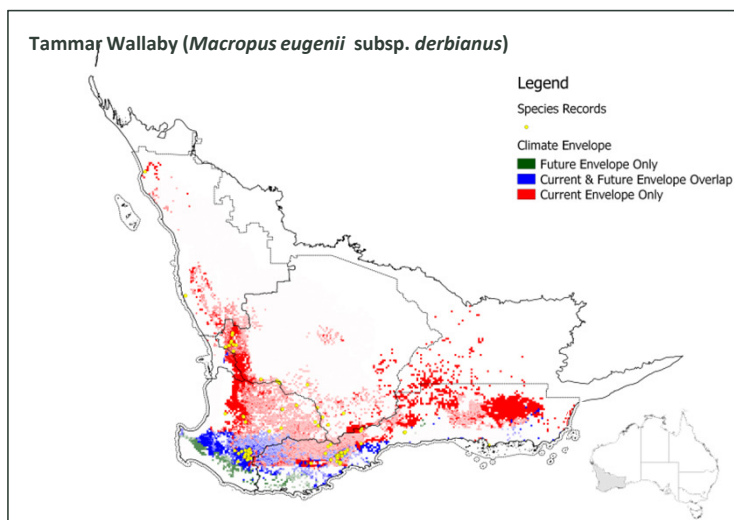 Tammar Wallaby (Macropus eugenii subsp. derbianus)
Legend
Species Records
Climate Envelope
Future Envelope Only
Current & Future Envelope Overlap
Current Envelope Only